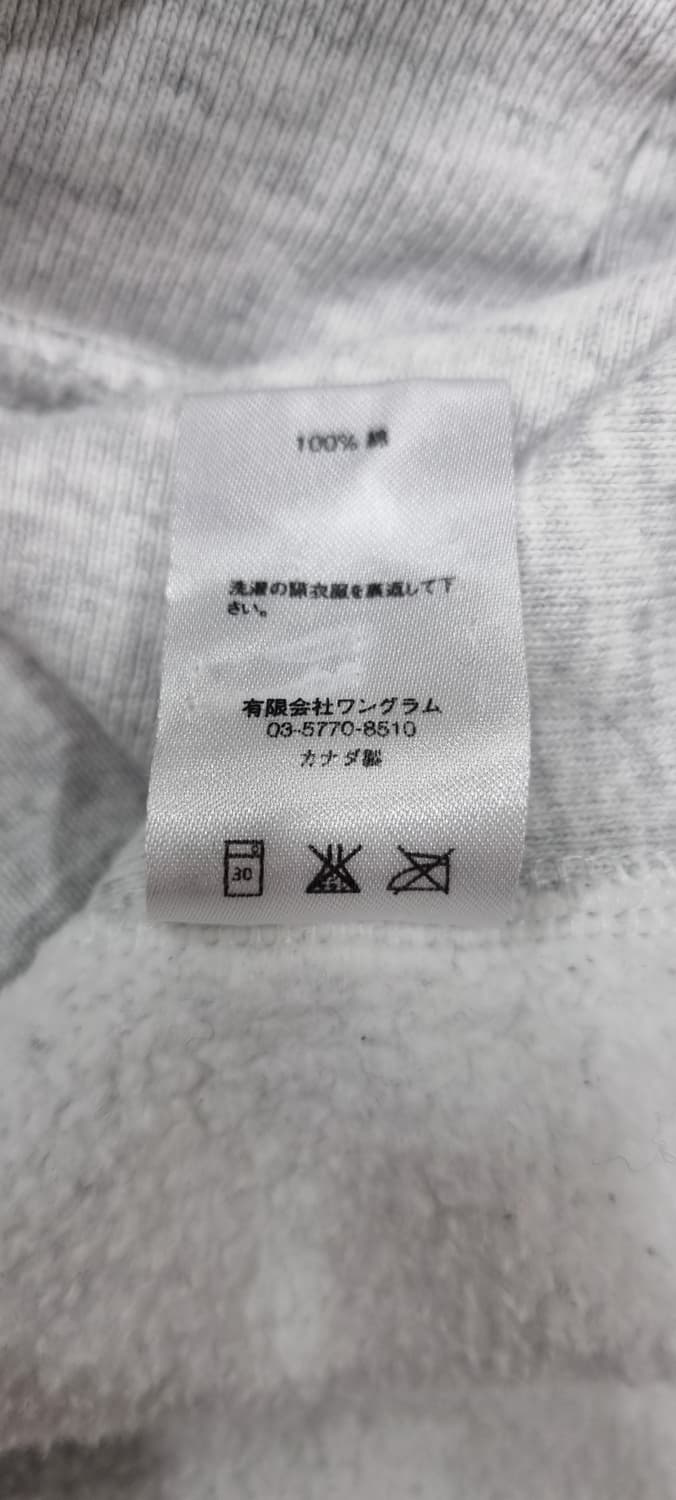 100% 綿
洗濯の際衣服を裏返して下
さい。
有限会社ワングラム
03-5770-8510
カナダ製
30